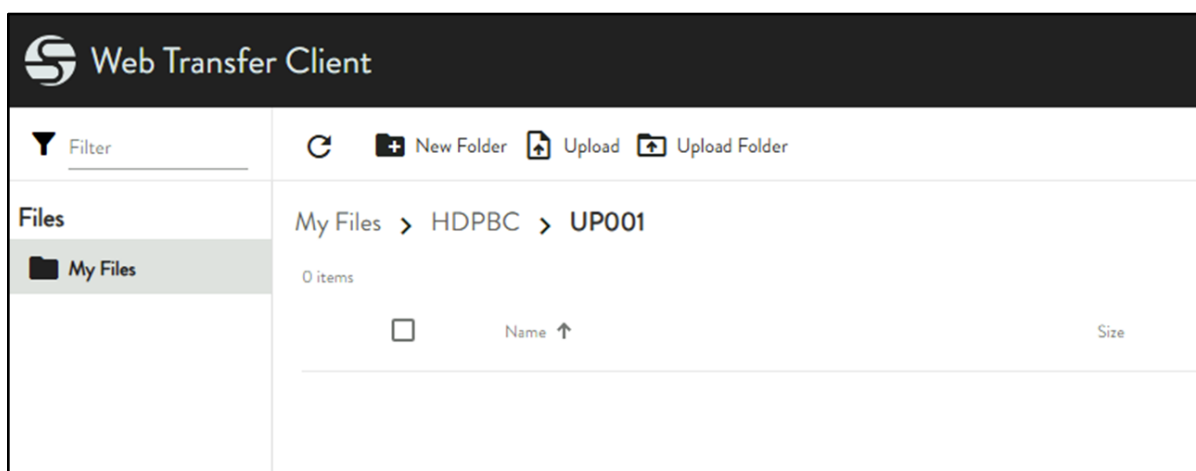 Web Transfer Client
Filter
New Folder Upload Upload Folder
Files
My Files > HDPBC > UP001
My Files
0 items
Name Size